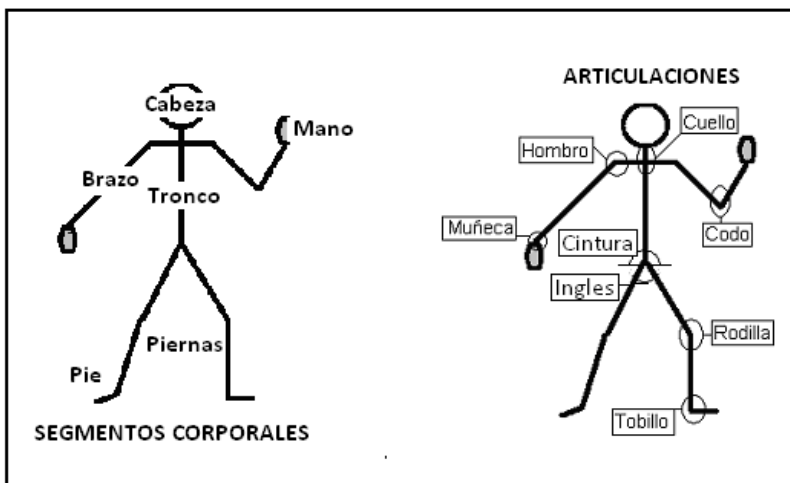 Cabeza
Mano
Brazo
Tronco
Piernas
Pie
SEGMENTOS CORPORALES
ARTICULACIONES
Cuello
Hombro
Muñeca
Codo
Cintura
Ingles
Rodilla
Tobillo